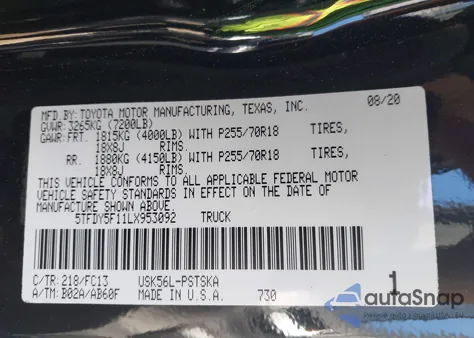 MFD. BY: TOYOTA MOTOR MANUFACTURING, TEXAS, INC. 08/20
GVWR: 3265KG (7200LB)
GAWR: FRT. 1815KG (4000LB) WITH P255/70R18 TIRES,
18X8J RIMS.
RR. 1880KG (4150LB) WITH P255/70R18 TIRES,
18X8J RIMS.
THIS VEHICLE CONFORMS TO ALL APPLICABLE FEDERAL MOTOR
VEHICLE SAFETY STANDARDS IN EFFECT ON THE DATE OF
MANUFACTURE SHOWN ABOVE
5TFDY5F11LX953092 TRUCK
C/TR: 218/FC13 USK56L-PSTSKA 1
A/TM: B02A/AB60F MADE IN U.S.A. 730
autoSnap